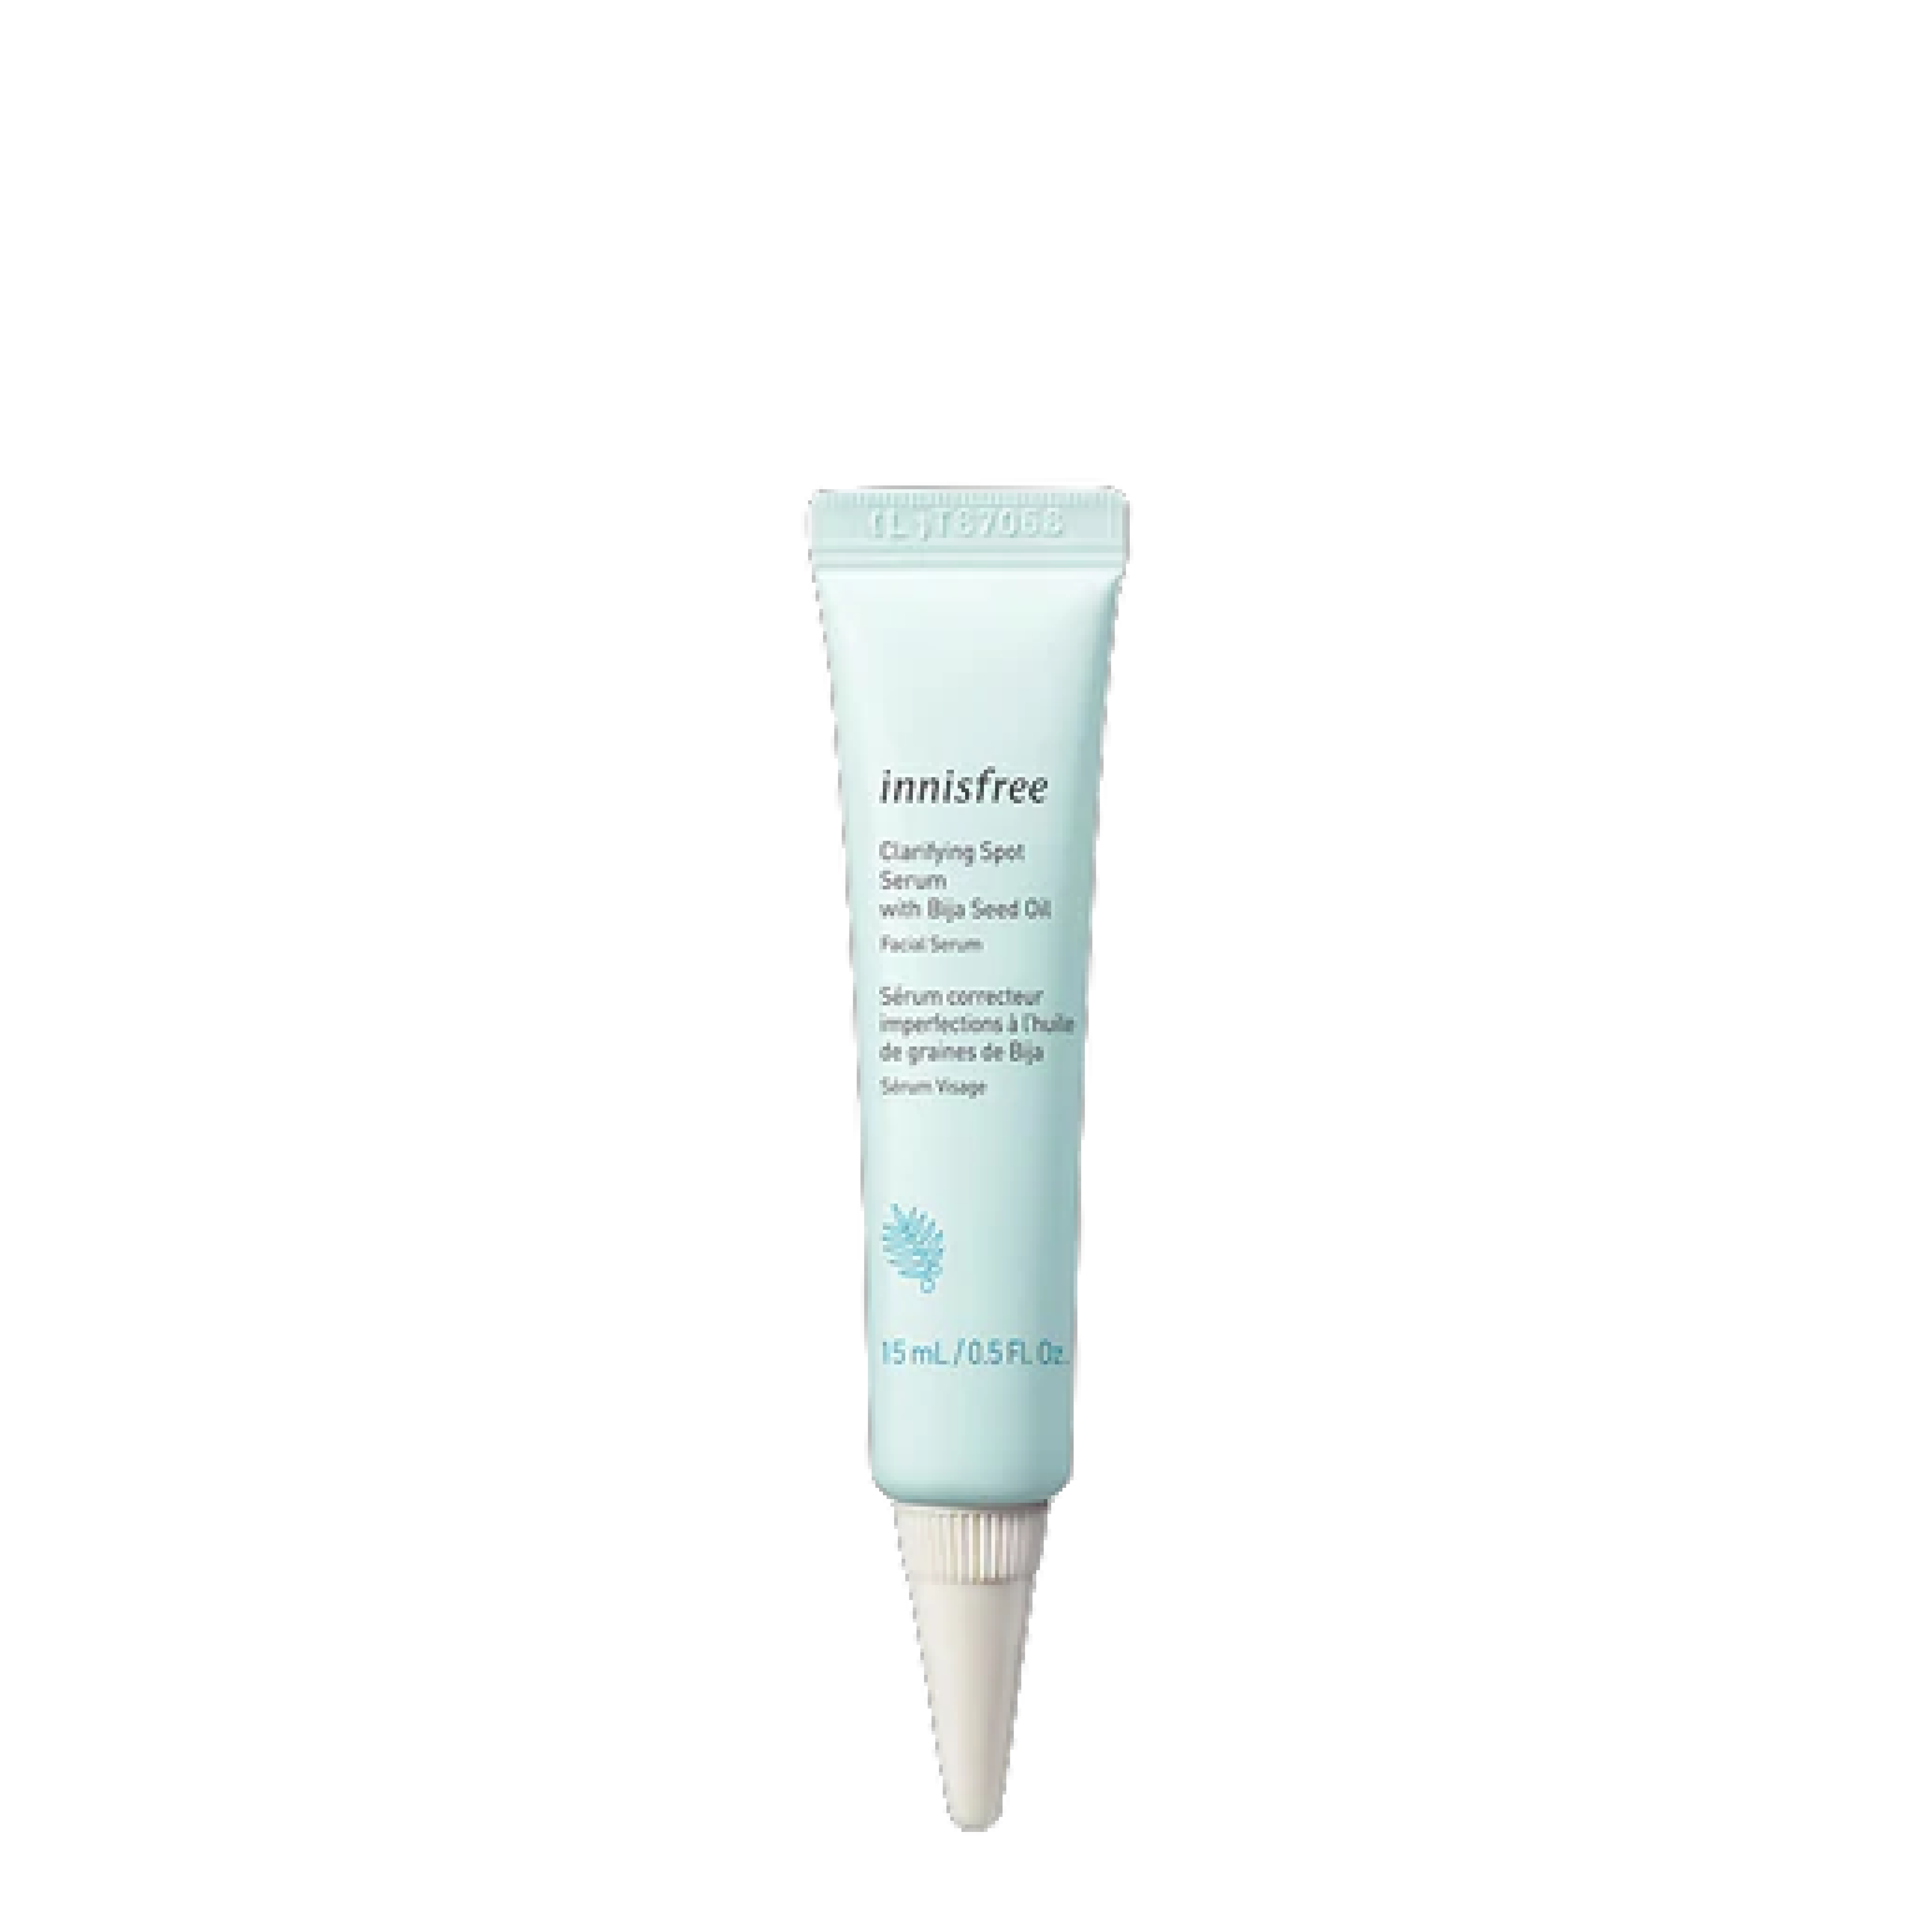 innisfree
Clarifying Spot
Serum
with Bija Seed Oil
Facial Serum
Sérum correcteur
imperfections à l'huile
de graines de Bija
Sérum Visage
15 mL / 0.5 Fl. Oz.